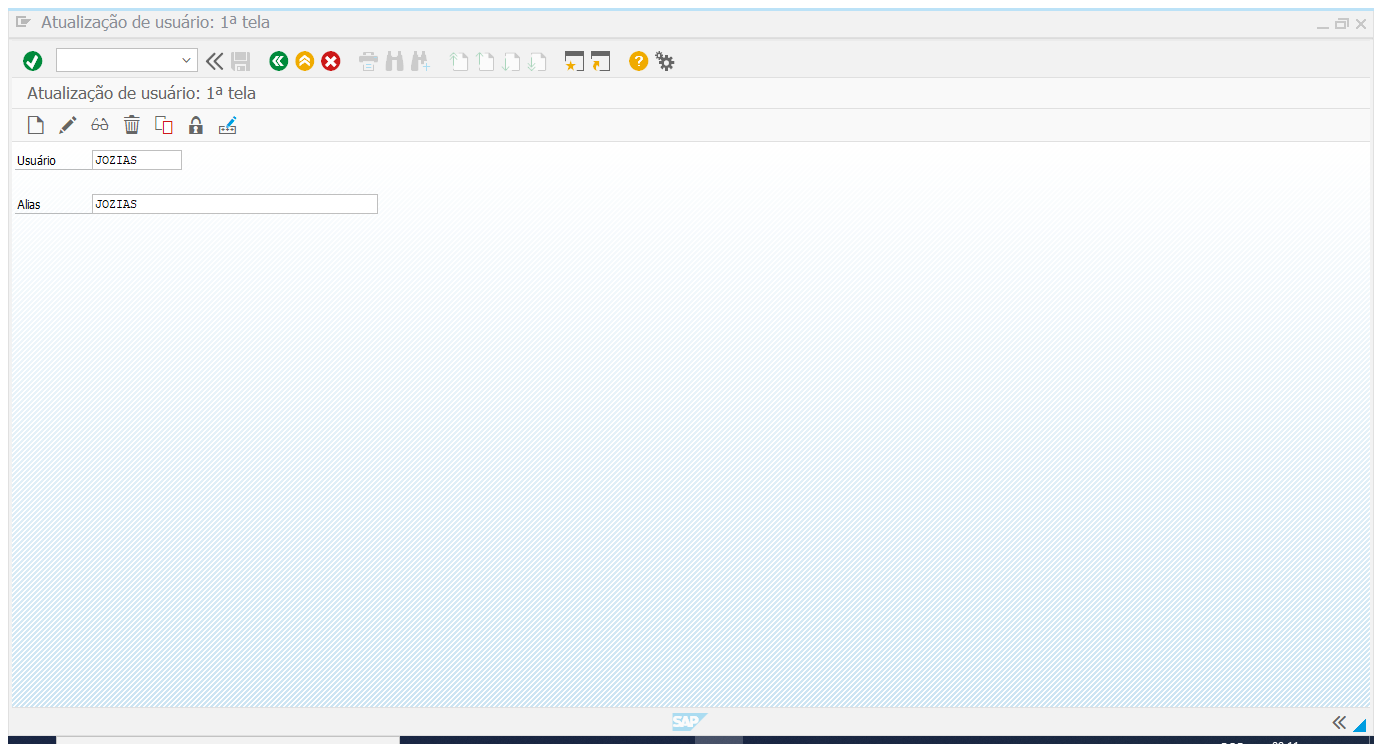 Atualização de usuário: 1ª tela
Atualização de usuário: 1ª tela
Usuário JOZIAS
Alias JOZIAS
SAP